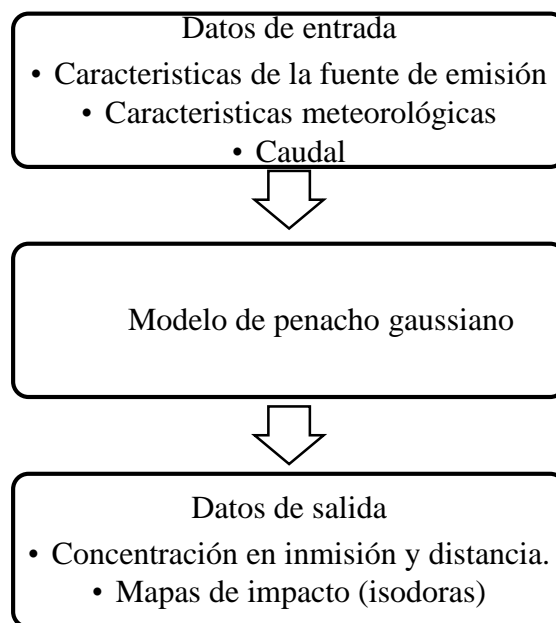 Datos de entrada
• Caracteristicas de la fuente de emisión
• Caracteristicas meteorológicas
• Caudal
Modelo de penacho gaussiano
Datos de salida
• Concentración en inmisión y distancia.
• Mapas de impacto (isodoras)